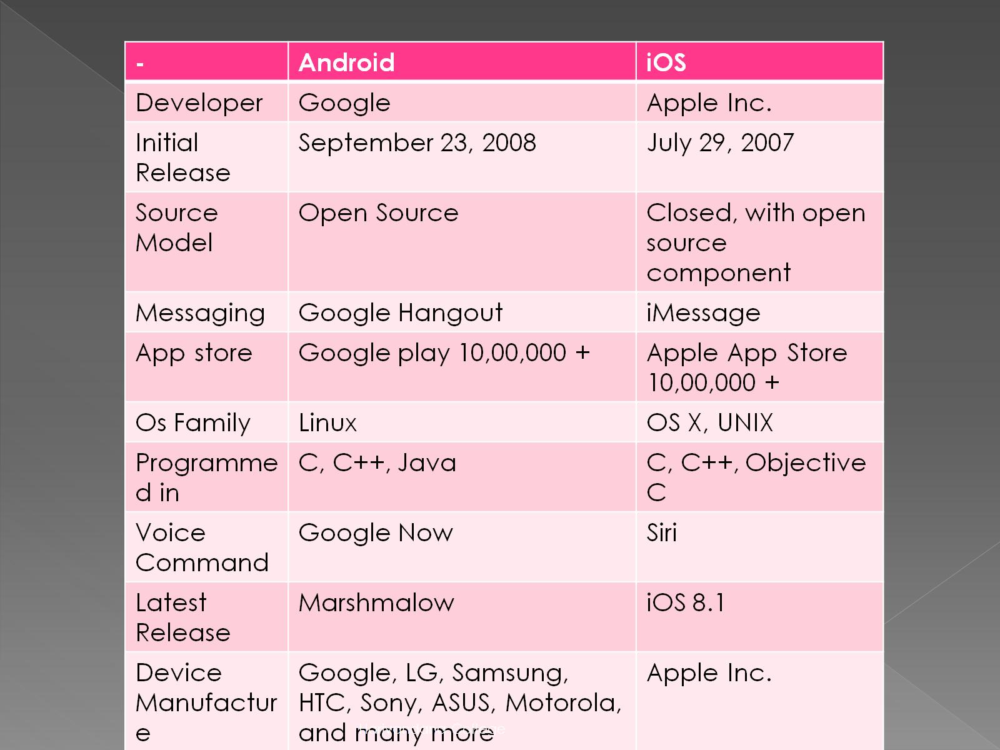 - Android iOS
Developer Google Apple Inc.
Initial September 23, 2008 July 29, 2007
Release
Source Open Source Closed, with open
Model source
component
Messaging Google Hangout iMessage
App store Google play 10,00,000 + Apple App Store
10,00,000 +
Os Family Linux OS X, UNIX
Programme C, C++, Java C, C++, Objective
d in C
Voice Google Now Siri
Command
Latest Marshmalow iOS 8.1
Release
Device Google, LG, Samsung, Apple Inc.
Manufactur HTC, Sony, ASUS, Motorola,
e and many more
College